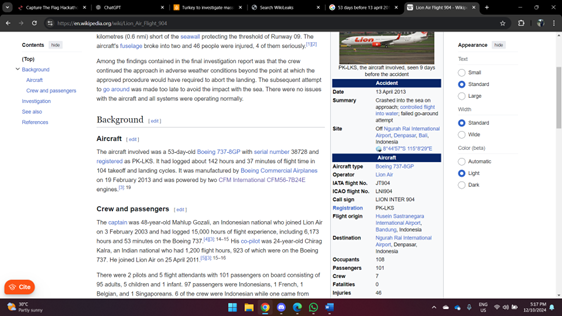 Capture The Flag Hackath
ChatGPT
Turkey to investigate mu
Search WikiLeaks
53 days before 13 april 2
Lion Air Flight 904 - Wiki
https://en.wikipedia.org/wiki/Lion_Air_Flight_904
Contents hide
(Top)
Background
Aircraft
Crew and passengers
Investigation
See also
References
kilometres (0.6 nmi) short of the seawall protecting the threshold of Runway 09. The
aircraft's fuselage broke into two and 46 people were injured, 4 of them seriously.[1][2]
Among the findings contained in the final investigation report was that the crew
continued the approach in adverse weather conditions beyond the point at which the
approved procedure would have required to abort the landing. The subsequent attempt
to go around was made too late to avoid impact with the sea. There were no issues
with the aircraft and all systems were operating normally.
Background [ edit ]
Aircraft [ edit ]
The aircraft involved was a 53-day-old Boeing 737-8GP with serial number 38728 and
registered as PK-LKS. It had logged about 142 hours and 37 minutes of flight time in
104 takeoff and landing cycles. It was manufactured by Boeing Commercial Airplanes
on 19 February 2013 and was powered by two CFM International CFM56-7B24E
engines.[3]: 18
Crew and passengers [ edit ]
The captain was 48-year-old Mahlup Gozali, an Indonesian national who joined Lion Air
on 3 February 2003 and had logged 15,000 hours of flight experience, including 6,173
hours and 53 minutes on the Boeing 737.[4][3]: 14–15 His co-pilot was 24-year-old Chirag
Kalra, an Indian national who had 1,200 flight hours, 923 of which were on the Boeing
737. He joined Lion Air on 25 April 2011.[5][3]: 15–16
There were 2 pilots and 5 flight attendants with 101 passengers on board consisting of
95 adults, 5 children and 1 infant. 97 passengers were Indonesians, 1 French, 1
Belgian, and 1 Singaporeans. 6 of the crew were Indonesian while one came from
Lion
PK-LKS, the aircraft involved, seen 9 days
before the accident
Accident
Date 13 April 2013
Summary Crashed into the sea on
approach; controlled flight
into water; failed go-around
attempt
Site Off Ngurah Rai International
Airport, Denpasar, Bali,
Indonesia
8°44′57″S 115°8′29″E
Aircraft
Aircraft type Boeing 737-8GP
Operator Lion Air
IATA flight No. JT904
ICAO flight No. LNI904
Call sign LION INTER 904
Registration PK-LKS
Flight origin Husein Sastranegara
International Airport,
Bandung, Indonesia
Destination Ngurah Rai International
Airport, Denpasar,
Indonesia
Occupants 108
Passengers 101
Crew 7
Fatalities 0
Injuries 46
Appearance hide
Text
Small
Standard
Large
Width
Standard
Wide
Color (beta)
Automatic
Light
Dark
Cite
30°C
Partly sunny
ENG
US
5:17 PM
12/10/2024